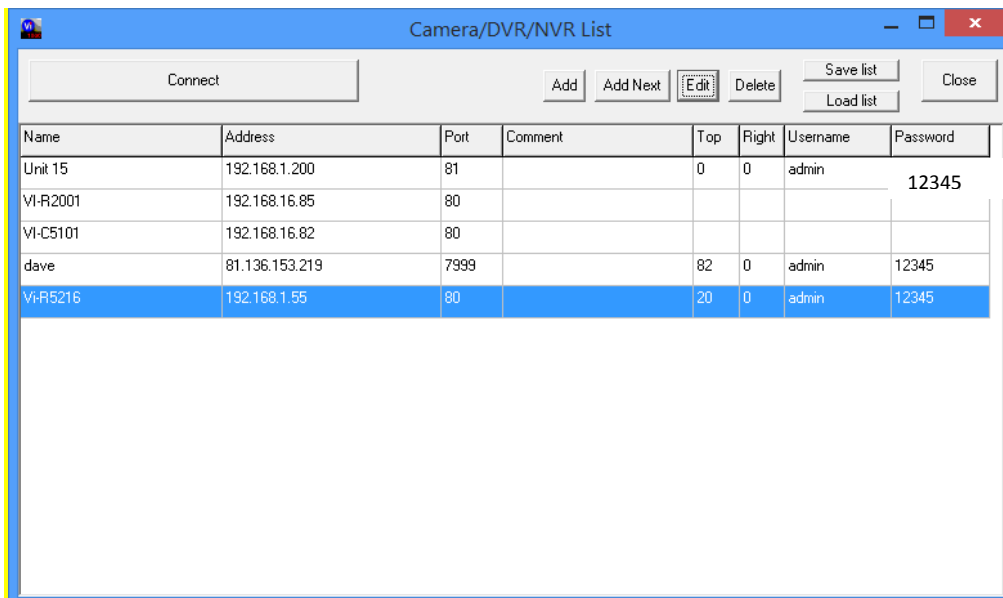 Camera/DVR/NVR List
Connect Add Add Next Edit Delete Save list Load list Close
Name Address Port Comment Top Right Username Password
Unit 15 192.168.1.200 81 0 0 admin 12345
VI-R2001 192.168.16.85 80
VI-C5101 192.168.16.82 80
dave 81.136.153.219 7999 82 0 admin 12345
Vi-R5216 192.168.1.55 80 20 0 admin 12345